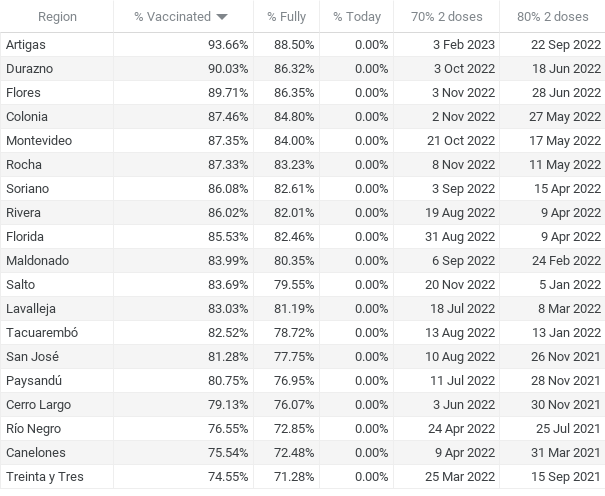 Region % Vaccinated % Fully % Today 70% 2 doses 80% 2 doses
Artigas 93.66% 88.50% 0.00% 3 Feb 2023 22 Sep 2022
Durazno 90.03% 86.32% 0.00% 3 Oct 2022 18 Jun 2022
Flores 89.71% 86.35% 0.00% 3 Nov 2022 28 Jun 2022
Colonia 87.46% 84.80% 0.00% 2 Nov 2022 27 May 2022
Montevideo 87.35% 84.00% 0.00% 21 Oct 2022 17 May 2022
Rocha 87.33% 83.23% 0.00% 8 Nov 2022 11 May 2022
Soriano 86.08% 82.61% 0.00% 3 Sep 2022 15 Apr 2022
Rivera 86.02% 82.01% 0.00% 19 Aug 2022 9 Apr 2022
Florida 85.53% 82.46% 0.00% 31 Aug 2022 9 Apr 2022
Maldonado 83.99% 80.35% 0.00% 6 Sep 2022 24 Feb 2022
Salto 83.69% 79.55% 0.00% 20 Nov 2022 5 Jan 2022
Lavalleja 83.03% 81.19% 0.00% 18 Jul 2022 8 Mar 2022
Tacuarembó 82.52% 78.72% 0.00% 13 Aug 2022 13 Jan 2022
San José 81.28% 77.75% 0.00% 10 Aug 2022 26 Nov 2021
Paysandú 80.75% 76.95% 0.00% 11 Jul 2022 28 Nov 2021
Cerro Largo 79.13% 76.07% 0.00% 3 Jun 2022 30 Nov 2021
Río Negro 76.55% 72.85% 0.00% 24 Apr 2022 25 Jul 2021
Canelones 75.54% 72.48% 0.00% 9 Apr 2022 31 Mar 2021
Treinta y Tres 74.55% 71.28% 0.00% 25 Mar 2022 15 Sep 2021